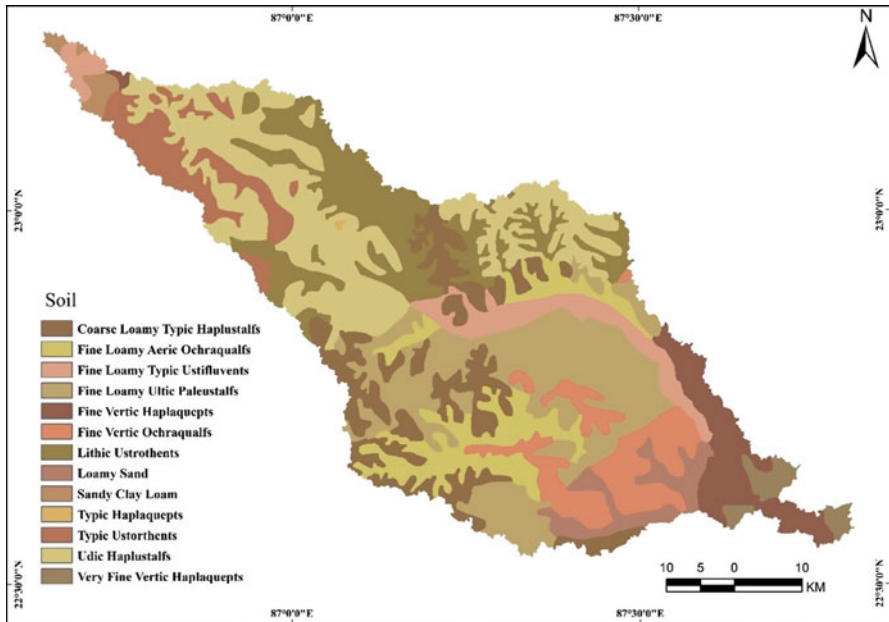 87°0'0"E
87°30'0"E
N
23°0'0"N
23°0'0"N
Soil
Coarse Loamy Typic Haplustalfs
Fine Loamy Aeric Ochraqualfs
Fine Loamy Typic Ustifluvents
Fine Loamy Ultic Paleustalfs
Fine Vertic Haplaquepts
Fine Vertic Ochraqualfs
Lithic Ustrothents
Loamy Sand
Sandy Clay Loam
Typic Haplaquepts
Typic Ustorthents
Udic Haplustalfs
Very Fine Vertic Haplaquepts
10 5 0 10
KM
22°30'0"N
22°30'0"N
87°0'0"E
87°30'0"E